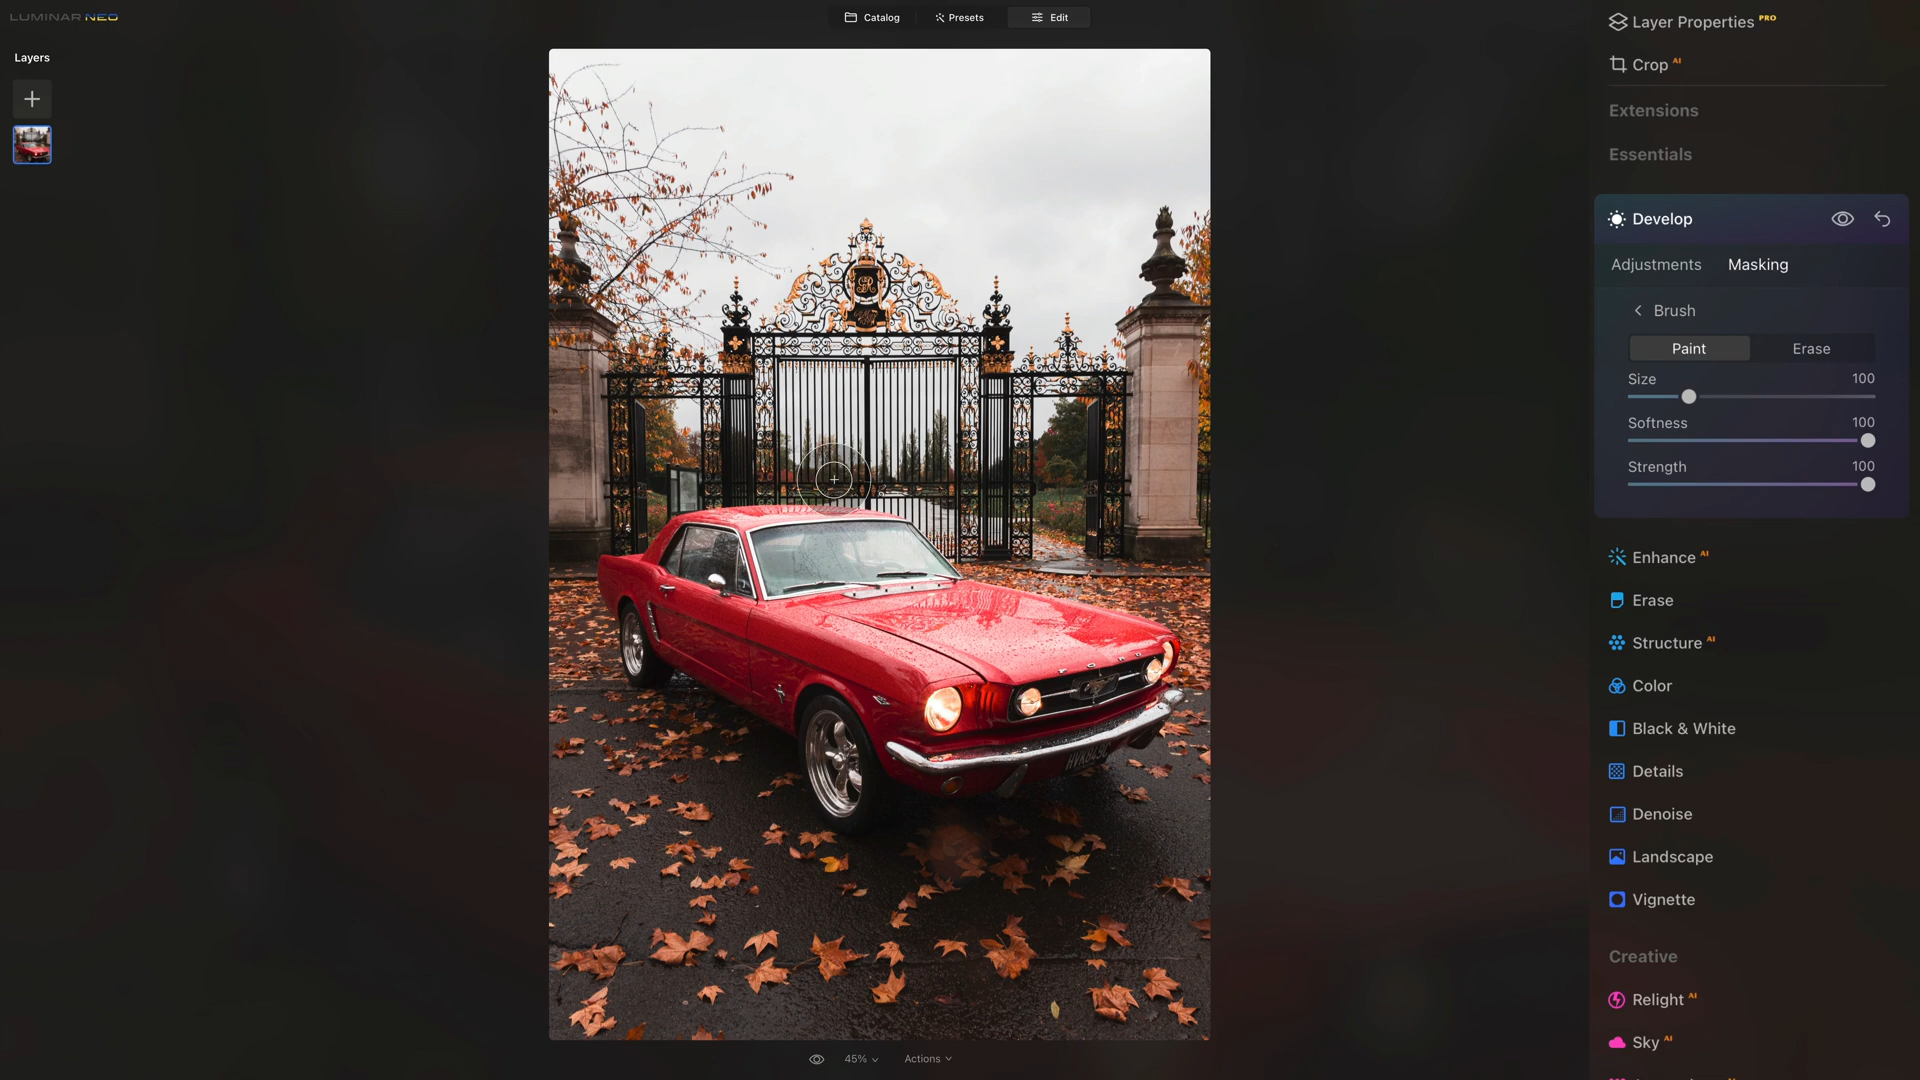 LUMINAR NEO
Catalog
Presets
Edit
Layers
Layer Properties PRO
Crop AI
Extensions
Essentials
Develop
Adjustments
Masking
Brush
Paint
Erase
Size
100
Softness
100
Strength
100
Enhance AI
Erase
Structure AI
Color
Black & White
Details
Denoise
Landscape
Vignette
Creative
Relight AI
Sky AI
FORD
45%
Actions